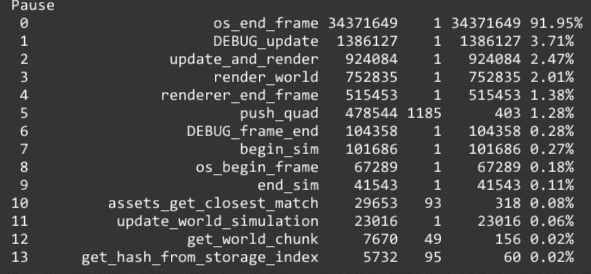 Pause
0 os_end_frame 34371649 1 34371649 91.95%
1 DEBUG_update 1386127 1 1386127 3.71%
2 update_and_render 924084 1 924084 2.47%
3 render_world 752835 1 752835 2.01%
4 renderer_end_frame 515453 1 515453 1.38%
5 push_quad 478544 1185 403 1.28%
6 DEBUG_frame_end 104358 1 104358 0.28%
7 begin_sim 101686 1 101686 0.27%
8 os_begin_frame 67289 1 67289 0.18%
9 end_sim 41543 1 41543 0.11%
10 assets_get_closest_match 29653 93 318 0.08%
11 update_world_simulation 23016 1 23016 0.06%
12 get_world_chunk 7670 49 156 0.02%
13 get_hash_from_storage_index 5732 95 60 0.02%